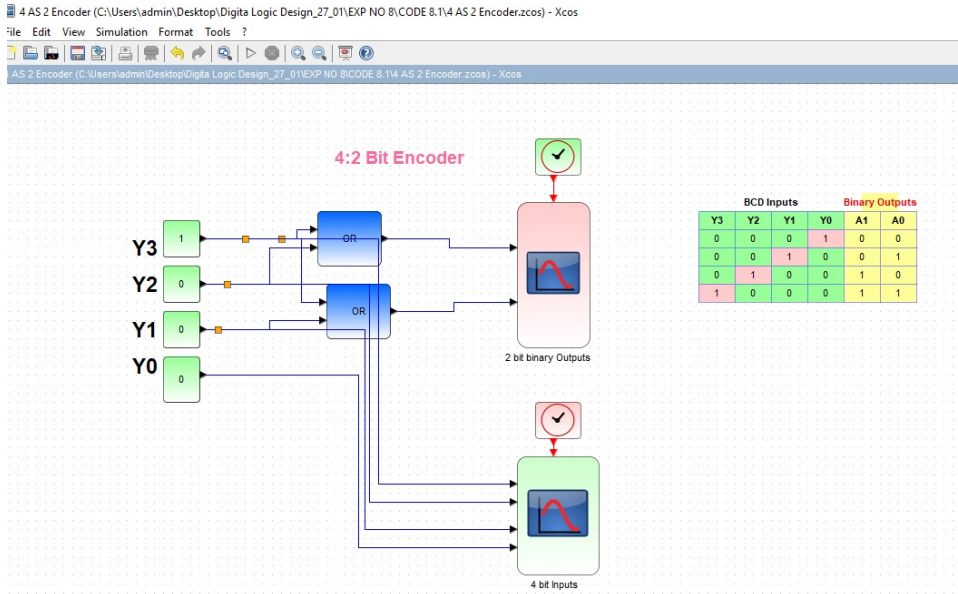 4 AS 2 Encoder (C:\Users\admin\Desktop\Digita Logic Design_27_01\EXP NO 8\CODE 8.1\4 AS 2 Encoder.zcos) - Xcos
File Edit View Simulation Format Tools ?
4 AS 2 Encoder (C:\Users\admin\Desktop\Digita Logic Design_27_01\EXP NO 8\CODE 8.1\4 AS 2 Encoder.zcos) - Xcos
4:2 Bit Encoder
Y3 1
Y2 0
Y1 0
Y0 0
OR
OR
2 bit binary Outputs
4 bit Inputs
BCD Inputs Binary Outputs
Y3 Y2 Y1 Y0 A1 A0
0 0 0 1 0 0
0 0 1 0 0 1
0 1 0 0 1 0
1 0 0 0 1 1